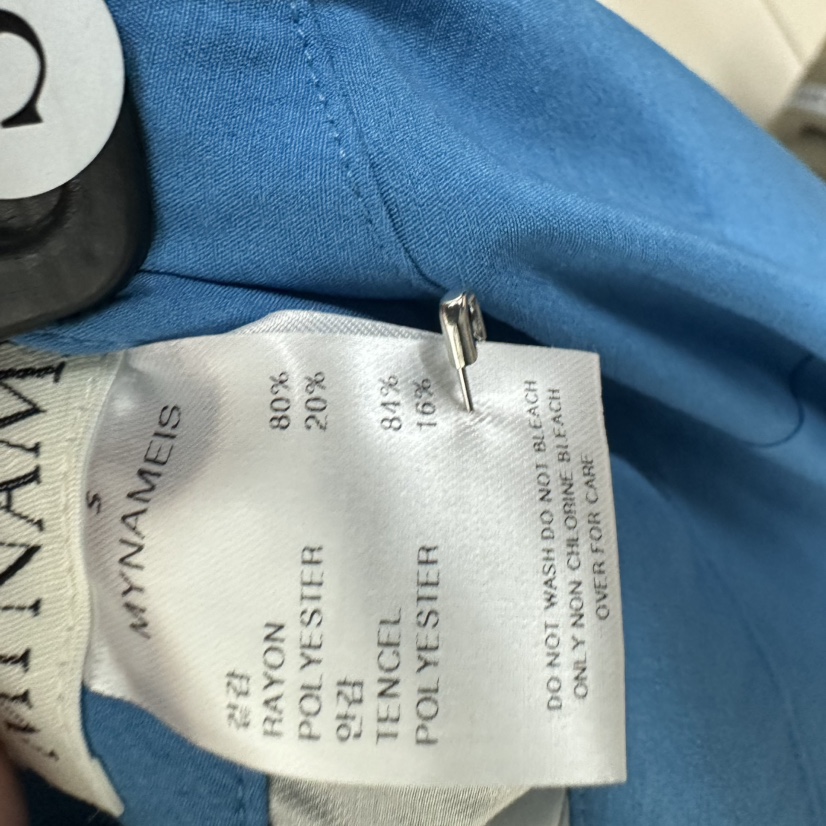 C
MYNAM
S
MYNAMEIS
겉감
RAYON 80%
POLYESTER 20%
안감
TENCEL 84%
POLYESTER 16%
DO NOT WASH DO NOT BLEACH
ONLY NON CHLORINE BLEACH
OVER FOR CARE